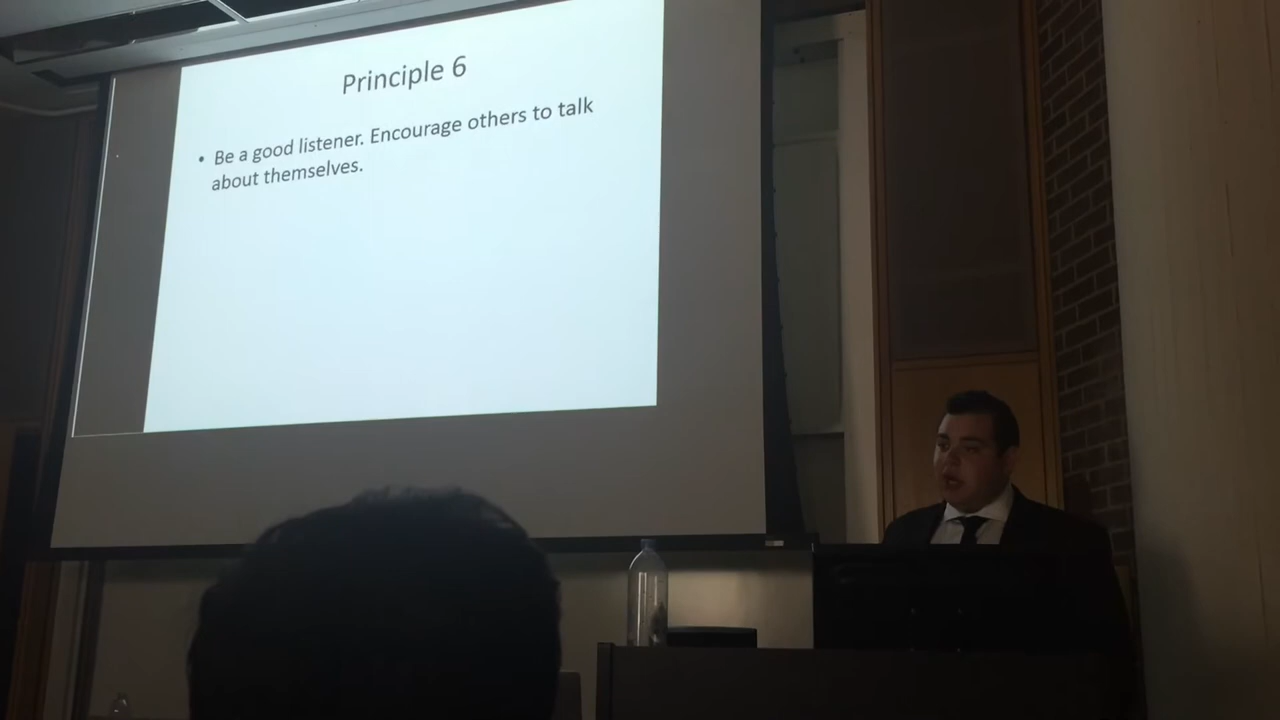 Principle 6
• Be a good listener. Encourage others to talk
about themselves.